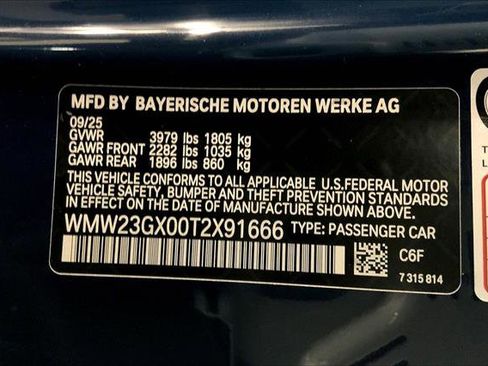 MFD BY BAYERISCHE MOTOREN WERKE AG
09/25
GVWR 3979 lbs 1805 kg
GAWR FRONT 2282 lbs 1035 kg
GAWR REAR 1896 lbs 860 kg
THIS VEHICLE CONFORMS TO ALL APPLICABLE U.S.FEDERAL MOTOR
VEHICLE SAFETY, BUMPER AND THEFT PREVENTION STANDARDS
IN EFFECT ON THE DATE OF MANUFACTURE SHOWN ABOVE.
WMW23GX00T2X91666 TYPE: PASSENGER CAR
C6F
7 315 814